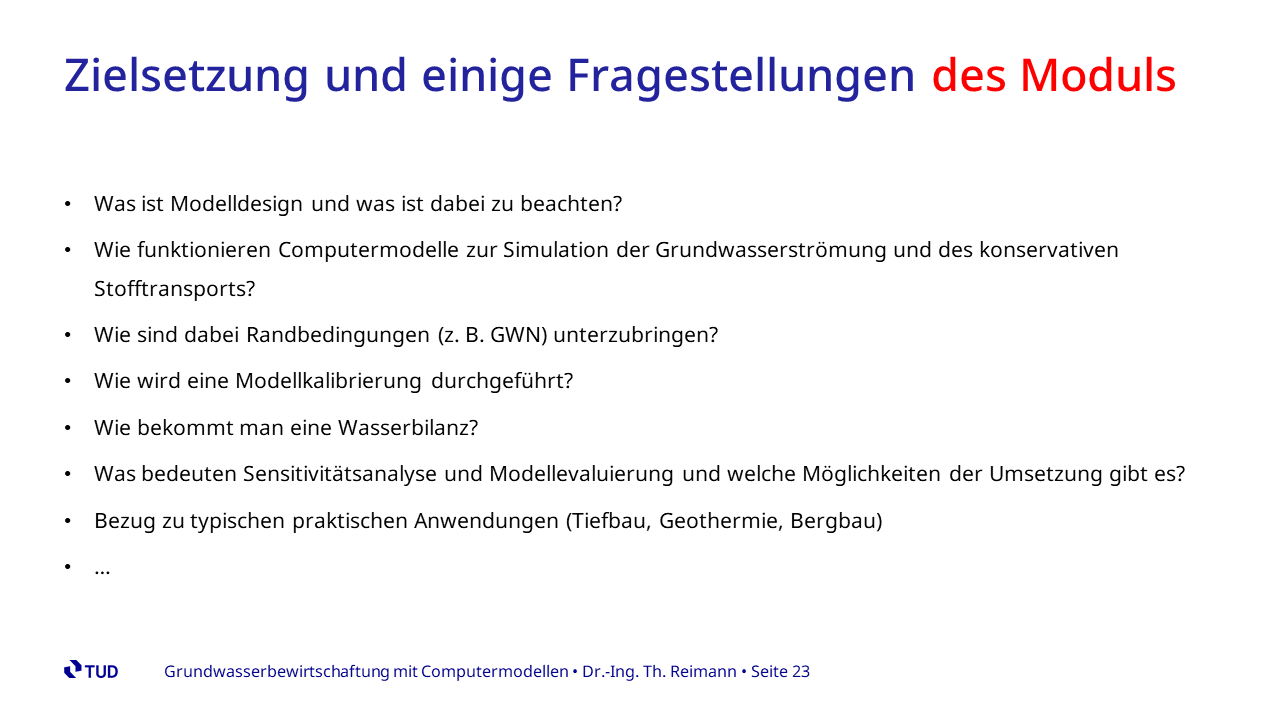 Zielsetzung und einige Fragestellungen des Moduls
• Was ist Modelldesign und was ist dabei zu beachten?
• Wie funktionieren Computermodelle zur Simulation der Grundwasserströmung und des konservativen
Stofftransports?
• Wie sind dabei Randbedingungen (z. B. GWN) unterzubringen?
• Wie wird eine Modellkalibrierung durchgeführt?
• Wie bekommt man eine Wasserbilanz?
• Was bedeuten Sensitivitätsanalyse und Modellevaluierung und welche Möglichkeiten der Umsetzung gibt es?
• Bezug zu typischen praktischen Anwendungen (Tiefbau, Geothermie, Bergbau)
• ...
TUD Grundwasserbewirtschaftung mit Computermodellen • Dr.-Ing. Th. Reimann • Seite 23